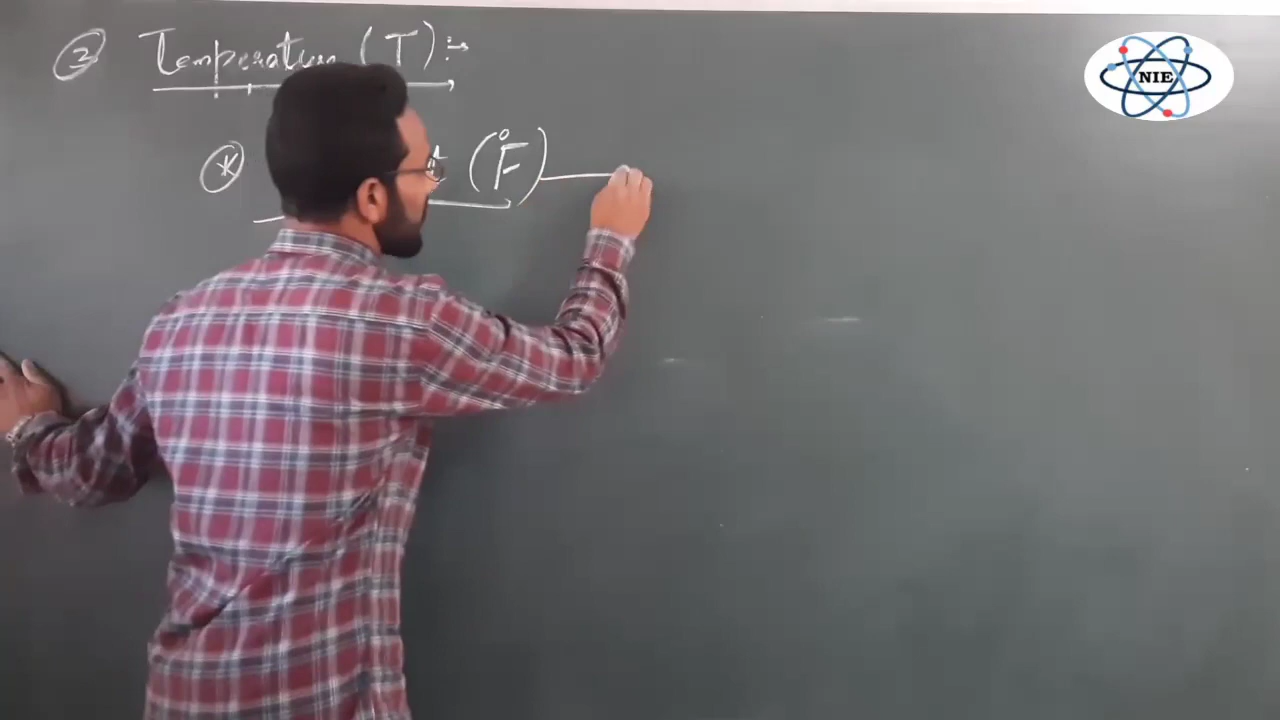 ③ Temperature (T) :→
NIE
* (°F)